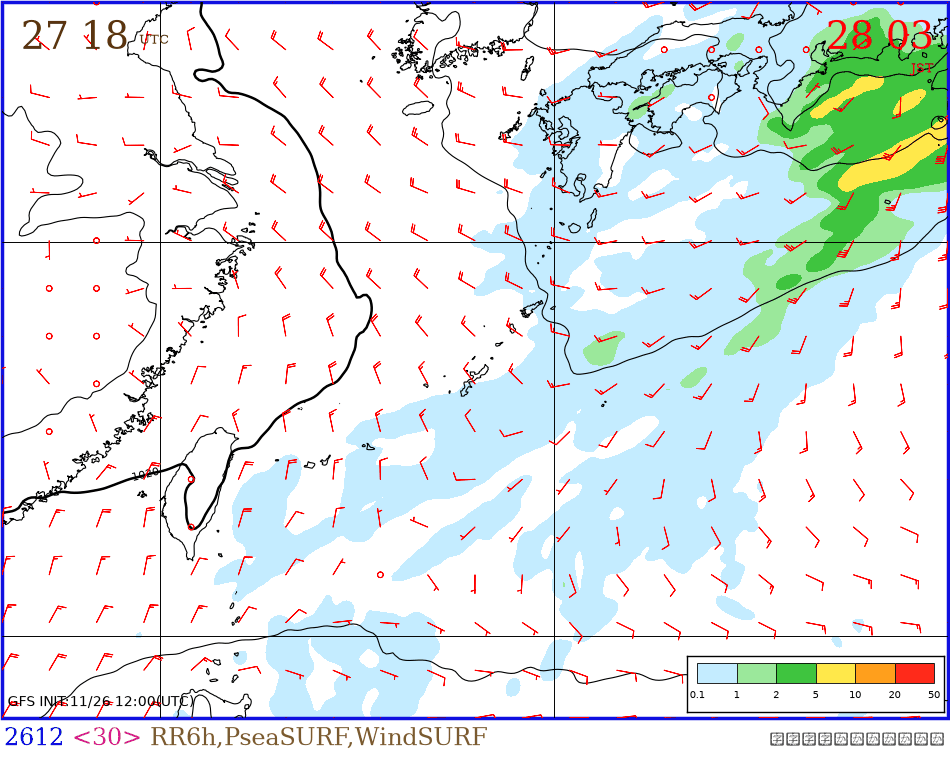 27 18 UTC
28 03 JST
1020
GFS INIT:11/26 12:00(UTC)
0.1 1 2 5 10 20 50
2612 <30> RR6h,PseaSURF,WindSURF